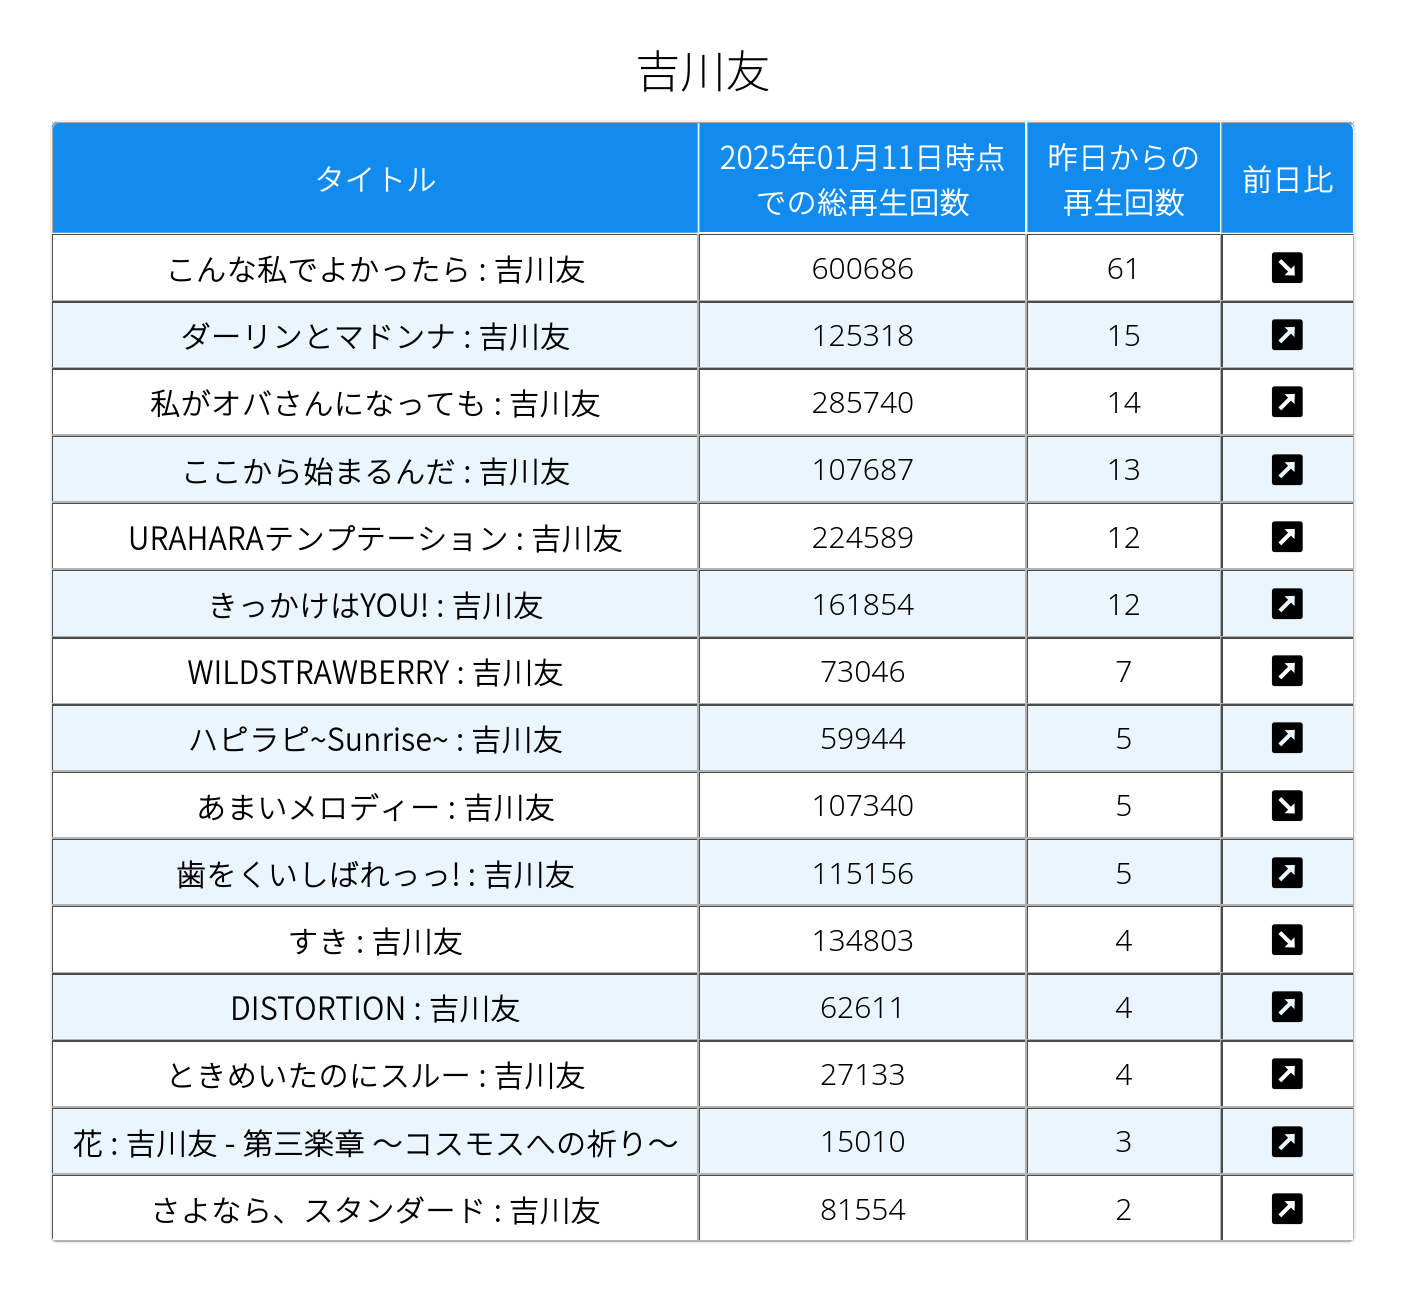 吉川友
タイトル 2025年01月11日時点での総再生回数 昨日からの再生回数 前日比
こんな私でよかったら : 吉川友 600686 61 ↘
ダーリンとマドンナ : 吉川友 125318 15 ↗
私がオバさんになっても : 吉川友 285740 14 ↗
ここから始まるんだ : 吉川友 107687 13 ↗
URAHARAテンプテーション : 吉川友 224589 12 ↗
きっかけはYOU! : 吉川友 161854 12 ↗
WILDSTRAWBERRY : 吉川友 73046 7 ↗
ハピラピ~Sunrise~ : 吉川友 59944 5 ↗
あまいメロディー : 吉川友 107340 5 ↘
歯をくいしばれっっ! : 吉川友 115156 5 ↗
すき : 吉川友 134803 4 ↘
DISTORTION : 吉川友 62611 4 ↗
ときめいたのにスルー : 吉川友 27133 4 ↗
花 : 吉川友 - 第三楽章 〜コスモスへの祈り〜 15010 3 ↗
さよなら、スタンダード : 吉川友 81554 2 ↗